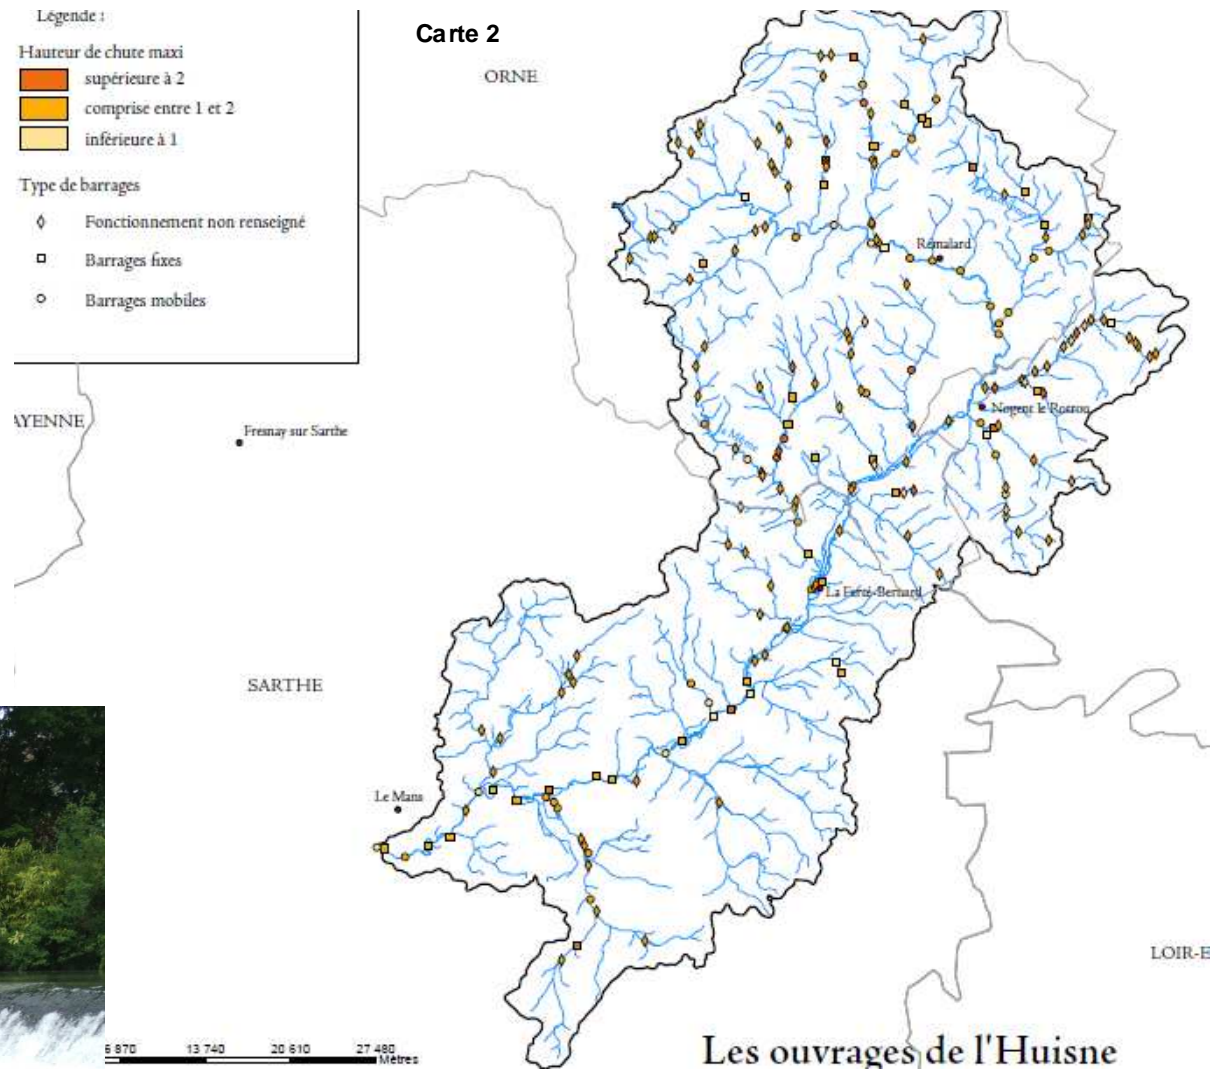 Légende :
Carte 2
Hauteur de chute maxi
supérieure à 2
comprise entre 1 et 2
inférieure à 1
Type de barrages
Fonctionnement non renseigné
Barrages fixes
Barrages mobiles
ORNE
Rémalard
AYENNE
Fresnay sur Sarthe
Nogent le Rotrou
La Ferté-Bernard
SARTHE
Le Mans
LOIR-E
6 870 13 740 20 610 27 480
Mètres
Les ouvrages de l'Huisne